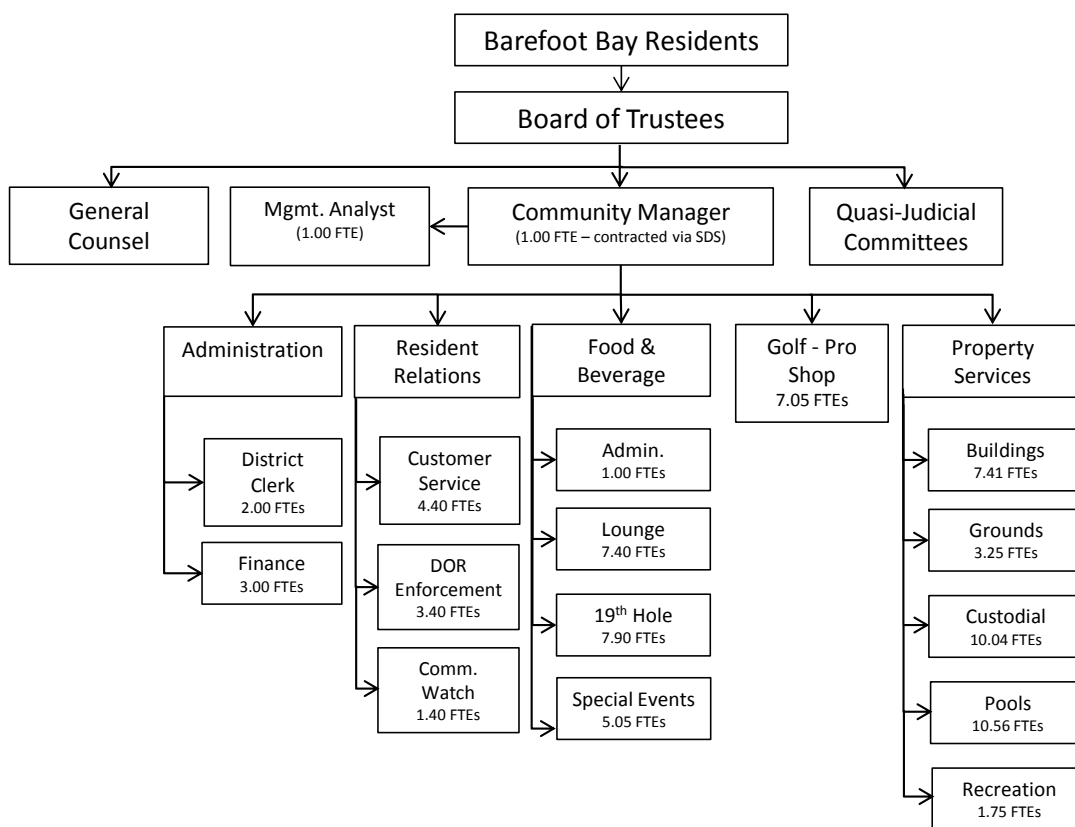 Barefoot Bay Residents
Board of Trustees
General
Counsel
Mgmt. Analyst
(1.00 FTE)
Community Manager
(1.00 FTE – contracted via SDS)
Quasi-Judicial
Committees
Administration
District
Clerk
2.00 FTEs
Finance
3.00 FTEs
Resident
Relations
Customer
Service
4.40 FTEs
DOR
Enforcement
3.40 FTEs
Comm.
Watch
1.40 FTEs
Food &
Beverage
Admin.
1.00 FTEs
Lounge
7.40 FTEs
19th Hole
7.90 FTEs
Special Events
5.05 FTEs
Golf - Pro
Shop
7.05 FTEs
Property
Services
Buildings
7.41 FTEs
Grounds
3.25 FTEs
Custodial
10.04 FTEs
Pools
10.56 FTEs
Recreation
1.75 FTEs